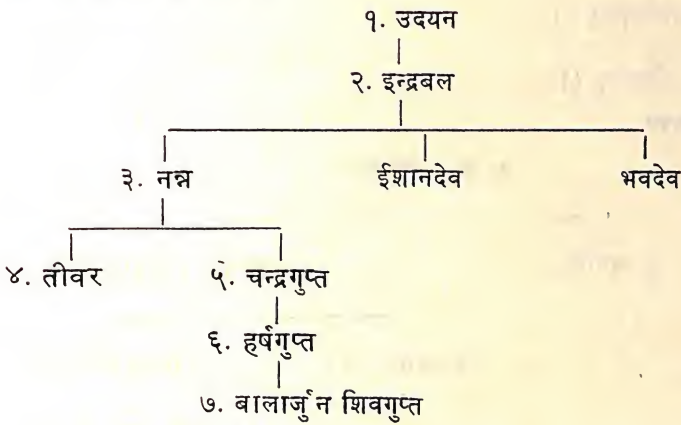 १. उदयन
२. इन्द्रबल
३. नन्न ईशानदेव भवदेव
४. तीवर ५. चन्द्रगुप्त
६. हर्षगुप्त
७. बालार्जुन शिवगुप्त